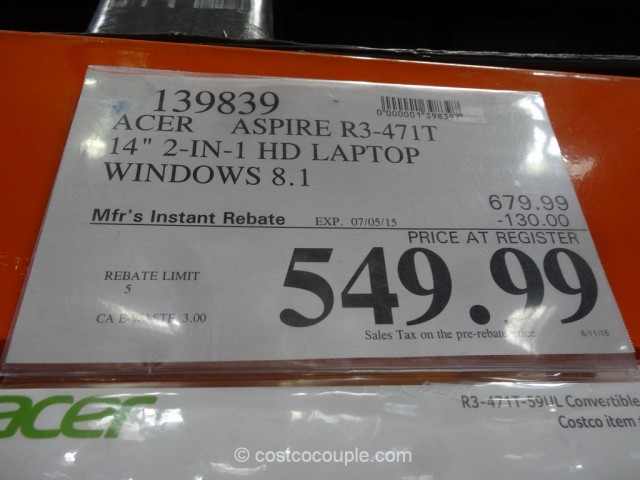 139839
0000001398399
ACER ASPIRE R3-471T
14" 2-IN-1 HD LAPTOP
WINDOWS 8.1
679.99
Mfr's Instant Rebate EXP. 07/05/15 -130.00
PRICE AT REGISTER
549.99
REBATE LIMIT
5
CA E-WASTE 3.00
Sales Tax on the pre-rebate price
6/11/15
acer
R3-471T-59UL Convertible
Costco item
© costcocouple.com